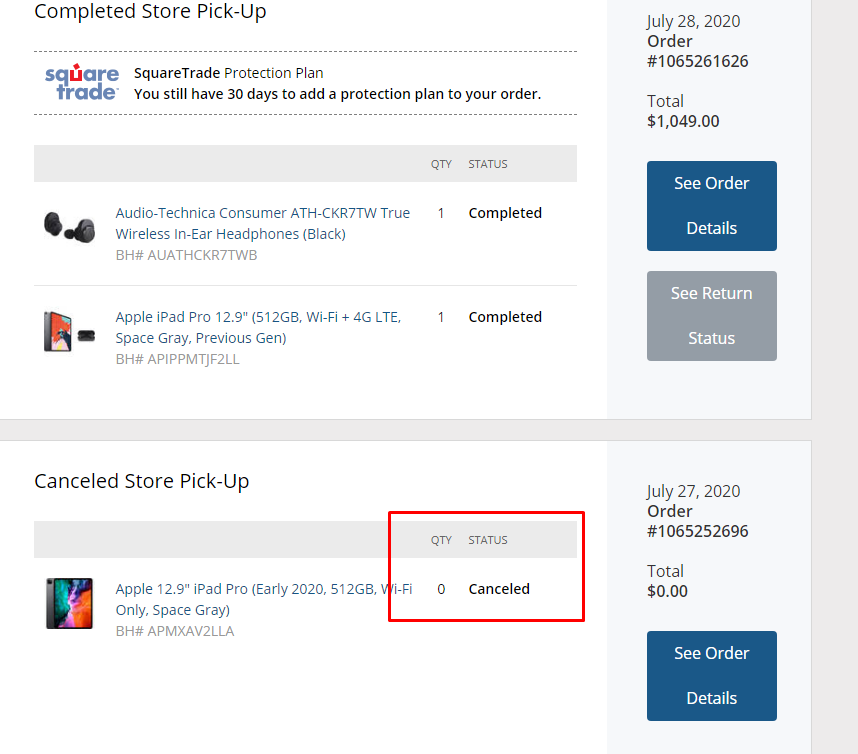 Completed Store Pick-Up
square
trade
SquareTrade Protection Plan
You still have 30 days to add a protection plan to your order.
QTY STATUS
Audio-Technica Consumer ATH-CKR7TW True 1 Completed
Wireless In-Ear Headphones (Black)
BH# AUATHCKR7TWB
Apple iPad Pro 12.9" (512GB, Wi-Fi + 4G LTE, 1 Completed
Space Gray, Previous Gen)
BH# APIPPMTJF2LL
July 28, 2020
Order
#1065261626
Total
$1,049.00
See Order
Details
See Return
Status
Canceled Store Pick-Up
QTY STATUS
Apple 12.9" iPad Pro (Early 2020, 512GB, Wi-Fi 0 Canceled
Only, Space Gray)
BH# APMXAV2LLA
July 27, 2020
Order
#1065252696
Total
$0.00
See Order
Details